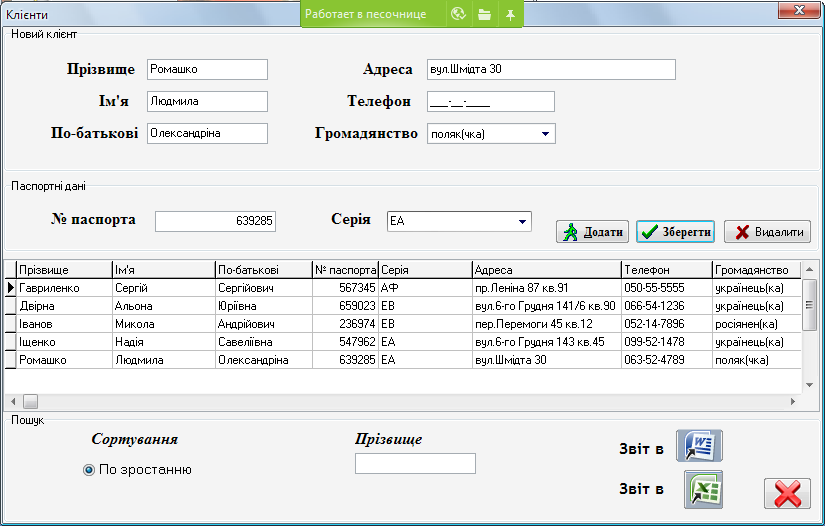 Клієнти
Работает в песочнице
Новий клієнт
Прізвище Ромашко Адреса вул.Шмідта 30
Ім'я Людмила Телефон ___-__-____
По-батькові Олександріна Громадянство поляк(чка)
Паспортні дані
№ паспорта 639285 Серія ЕА
Додати Зберегти Видалити
Прізвище Ім'я По-батькові № паспорта Серія Адреса Телефон Громадянство
Гавриленко Сергій Сергійович 567345 АФ пр.Леніна 87 кв.91 050-55-5555 українець(ка)
Двірна Альона Юріївна 659023 ЕВ вул.6-го Грудня 141/6 кв.90 066-54-1236 українець(ка)
Іванов Микола Андрійович 236974 ЕВ пер.Перемоги 45 кв.12 052-14-7896 росіянен(ка)
Іщенко Надія Савеліївна 547962 ЕА вул.6-го Грудня 143 кв.45 099-52-1478 українець(ка)
Ромашко Людмила Олександріна 639285 ЕА вул.Шмідта 30 063-52-4789 поляк(чка)
Пошук
Сортування Прізвище
По зростанню
Звіт в
Звіт в